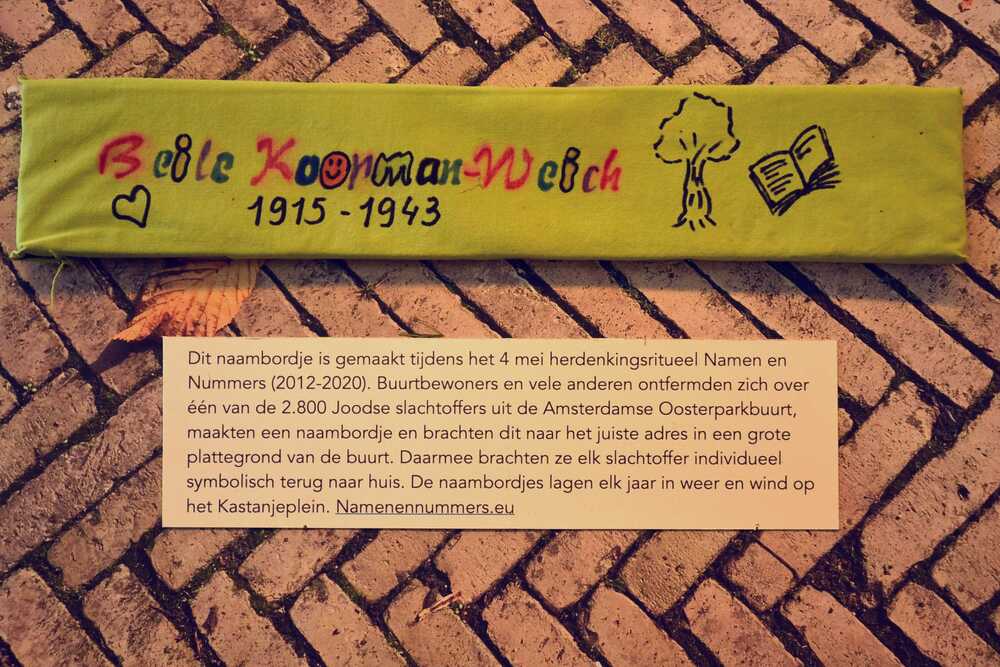 Beile Koopman-Weich
1915 - 1943
Dit naambordje is gemaakt tijdens het 4 mei herdenkingsritueel Namen en
Nummers (2012-2020). Buurtbewoners en vele anderen ontfermden zich over
één van de 2.800 Joodse slachtoffers uit de Amsterdamse Oosterparkbuurt,
maakten een naambordje en brachten dit naar het juiste adres in een grote
plattegrond van de buurt. Daarmee brachten ze elk slachtoffer individueel
symbolisch terug naar huis. De naambordjes lagen elk jaar in weer en wind op
het Kastanjeplein. Namenennummers.eu